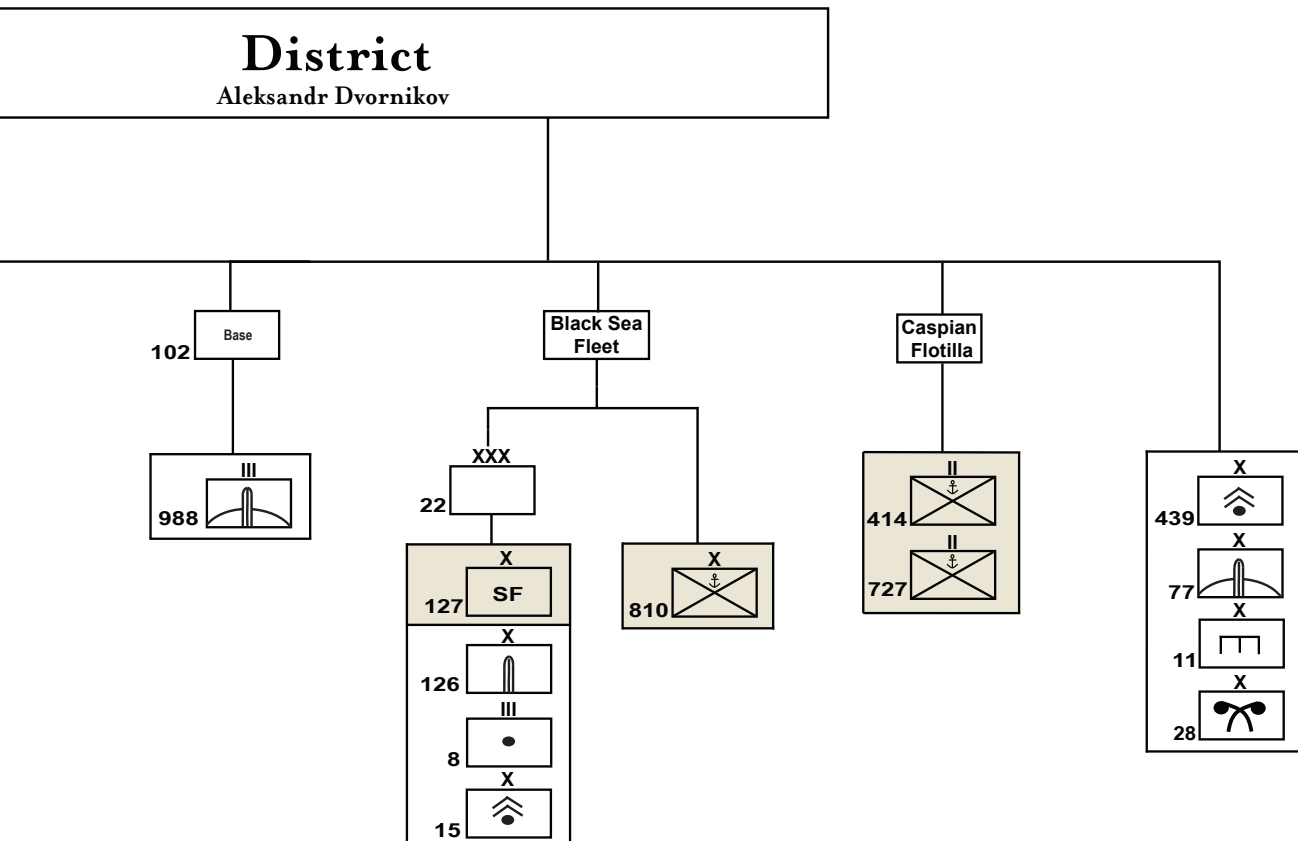 District
Aleksandr Dvornikov
Base
102
Black Sea
Fleet
Caspian
Flotilla
III
988
XXX
22
X
SF
127
X
126
III
8
X
15
X
810
II
414
II
727
X
439
X
77
X
11
X
28